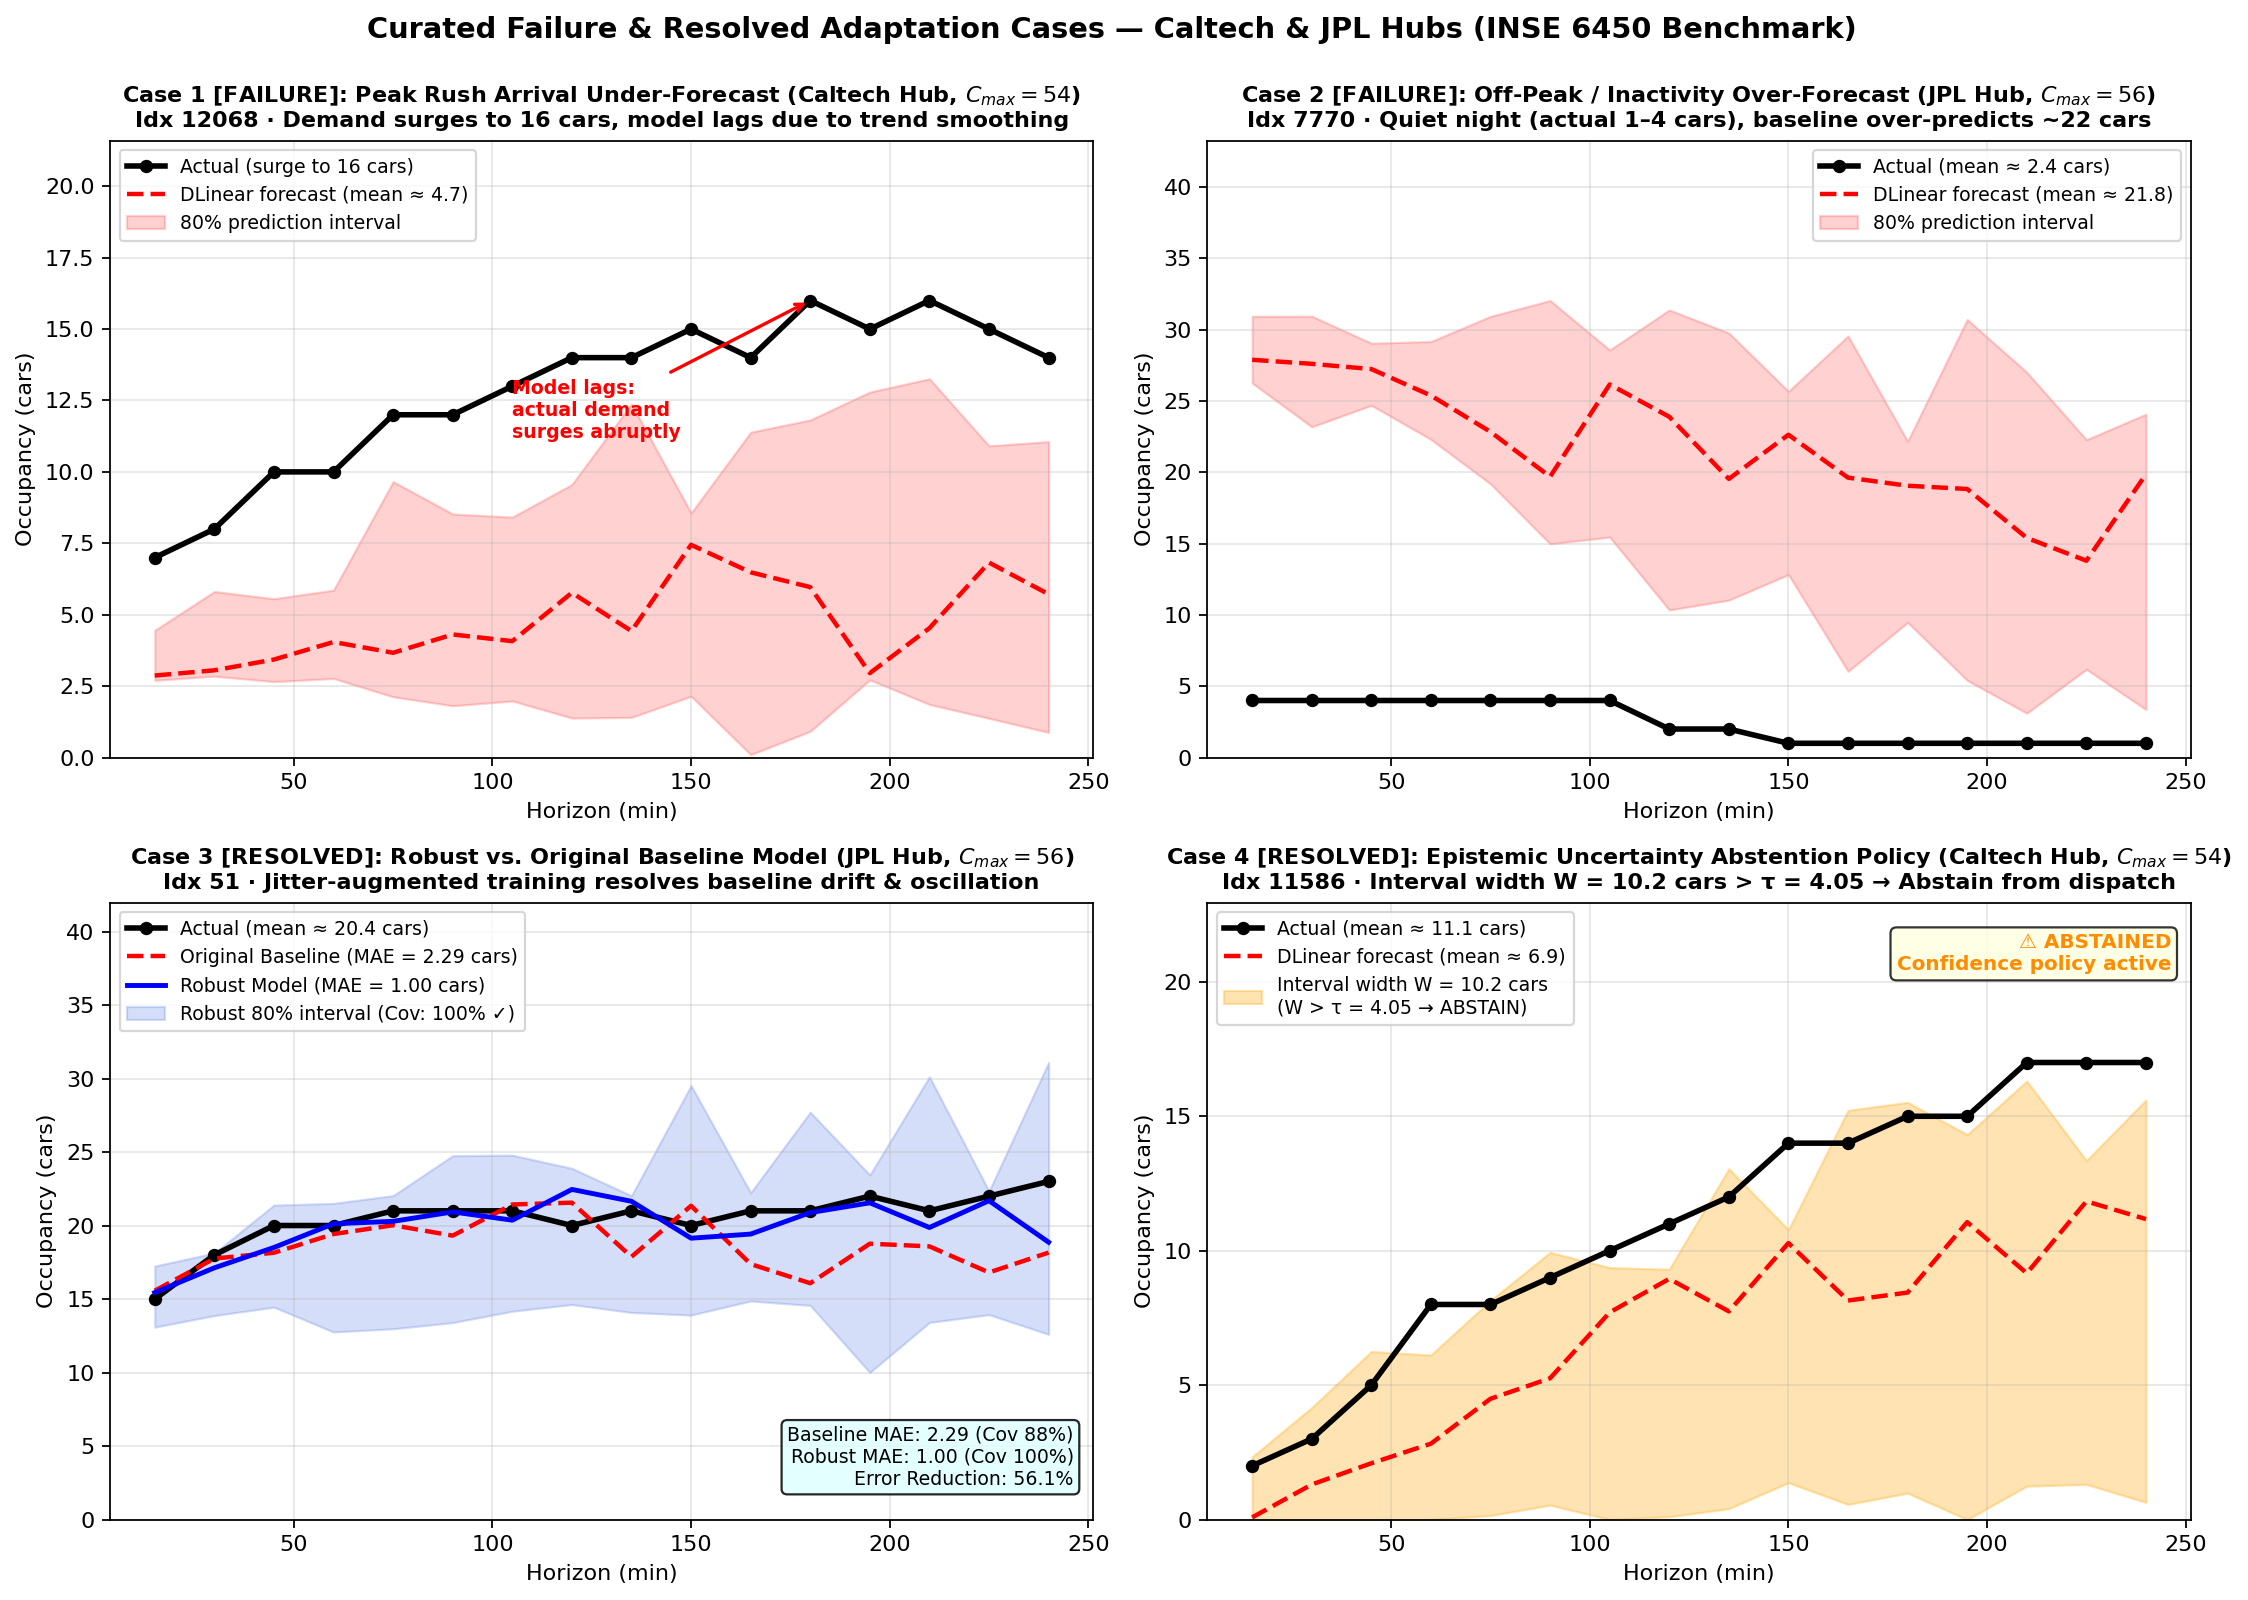 Curated Failure & Resolved Adaptation Cases — Caltech & JPL Hubs (INSE 6450 Benchmark)
Case 1 [FAILURE]: Peak Rush Arrival Under-Forecast (Caltech Hub, C_max = 54)
Idx 12068 · Demand surges to 16 cars, model lags due to trend smoothing
Actual (surge to 16 cars)
DLinear forecast (mean ≈ 4.7)
80% prediction interval
Model lags:
actual demand
surges abruptly
Occupancy (cars)
20.0
17.5
15.0
12.5
10.0
7.5
5.0
2.5
0.0
50 100 150 200 250
Horizon (min)
Case 2 [FAILURE]: Off-Peak / Inactivity Over-Forecast (JPL Hub, C_max = 56)
Idx 7770 · Quiet night (actual 1–4 cars), baseline over-predicts ~22 cars
Actual (mean ≈ 2.4 cars)
DLinear forecast (mean ≈ 21.8)
80% prediction interval
Occupancy (cars)
40
35
30
25
20
15
10
5
0
50 100 150 200 250
Horizon (min)
Case 3 [RESOLVED]: Robust vs. Original Baseline Model (JPL Hub, C_max = 56)
Idx 51 · Jitter-augmented training resolves baseline drift & oscillation
Actual (mean ≈ 20.4 cars)
Original Baseline (MAE = 2.29 cars)
Robust Model (MAE = 1.00 cars)
Robust 80% interval (Cov: 100% ✓)
Baseline MAE: 2.29 (Cov 88%)
Robust MAE: 1.00 (Cov 100%)
Error Reduction: 56.1%
Occupancy (cars)
40
35
30
25
20
15
10
5
0
50 100 150 200 250
Horizon (min)
Case 4 [RESOLVED]: Epistemic Uncertainty Abstention Policy (Caltech Hub, C_max = 54)
Idx 11586 · Interval width W = 10.2 cars > τ = 4.05 → Abstain from dispatch
Actual (mean ≈ 11.1 cars)
DLinear forecast (mean ≈ 6.9)
Interval width W = 10.2 cars
(W > τ = 4.05 → ABSTAIN)
⚠ ABSTAINED
Confidence policy active
Occupancy (cars)
20
15
10
5
0
50 100 150 200 250
Horizon (min)